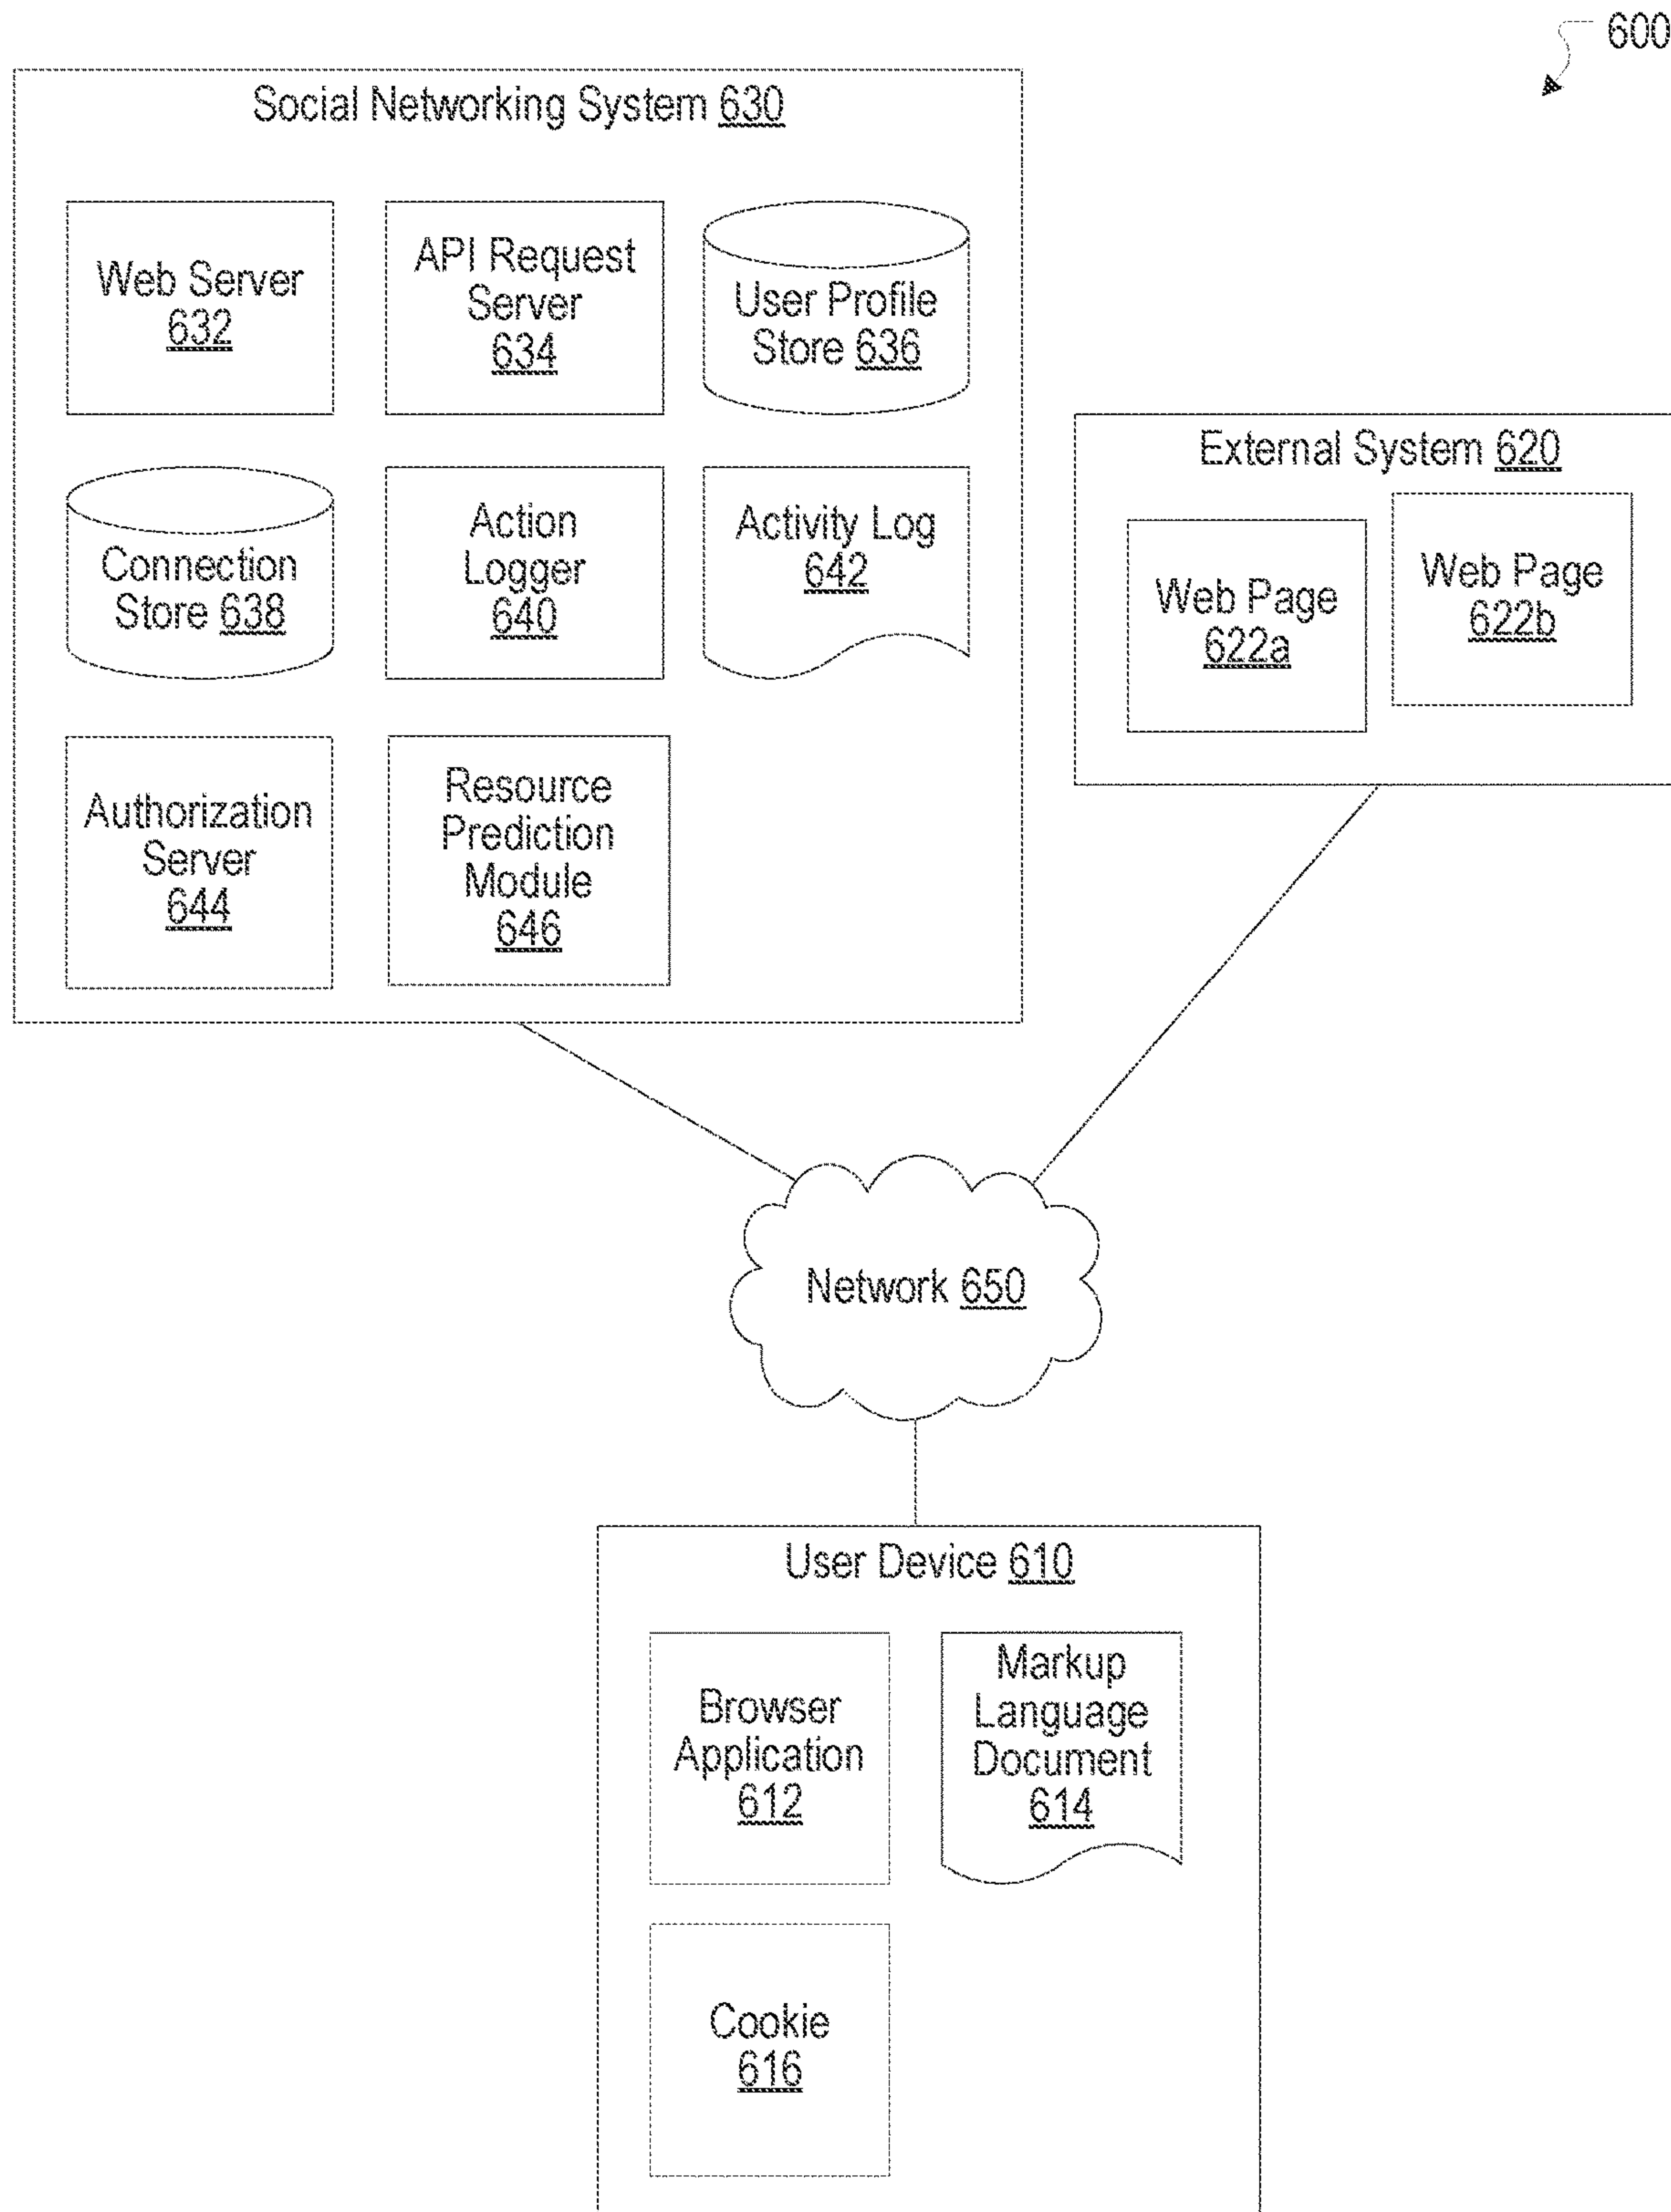 600
Social Networking System 630
Web Server
632
API Request
Server
634
User Profile
Store 636
Connection
Store 638
Action
Logger
640
Activity Log
642
Authorization
Server
644
Resource
Prediction
Module
646
External System 620
Web Page
622a
Web Page
622b
Network 650
User Device 610
Browser
Application
612
Markup
Language
Document
614
Cookie
616